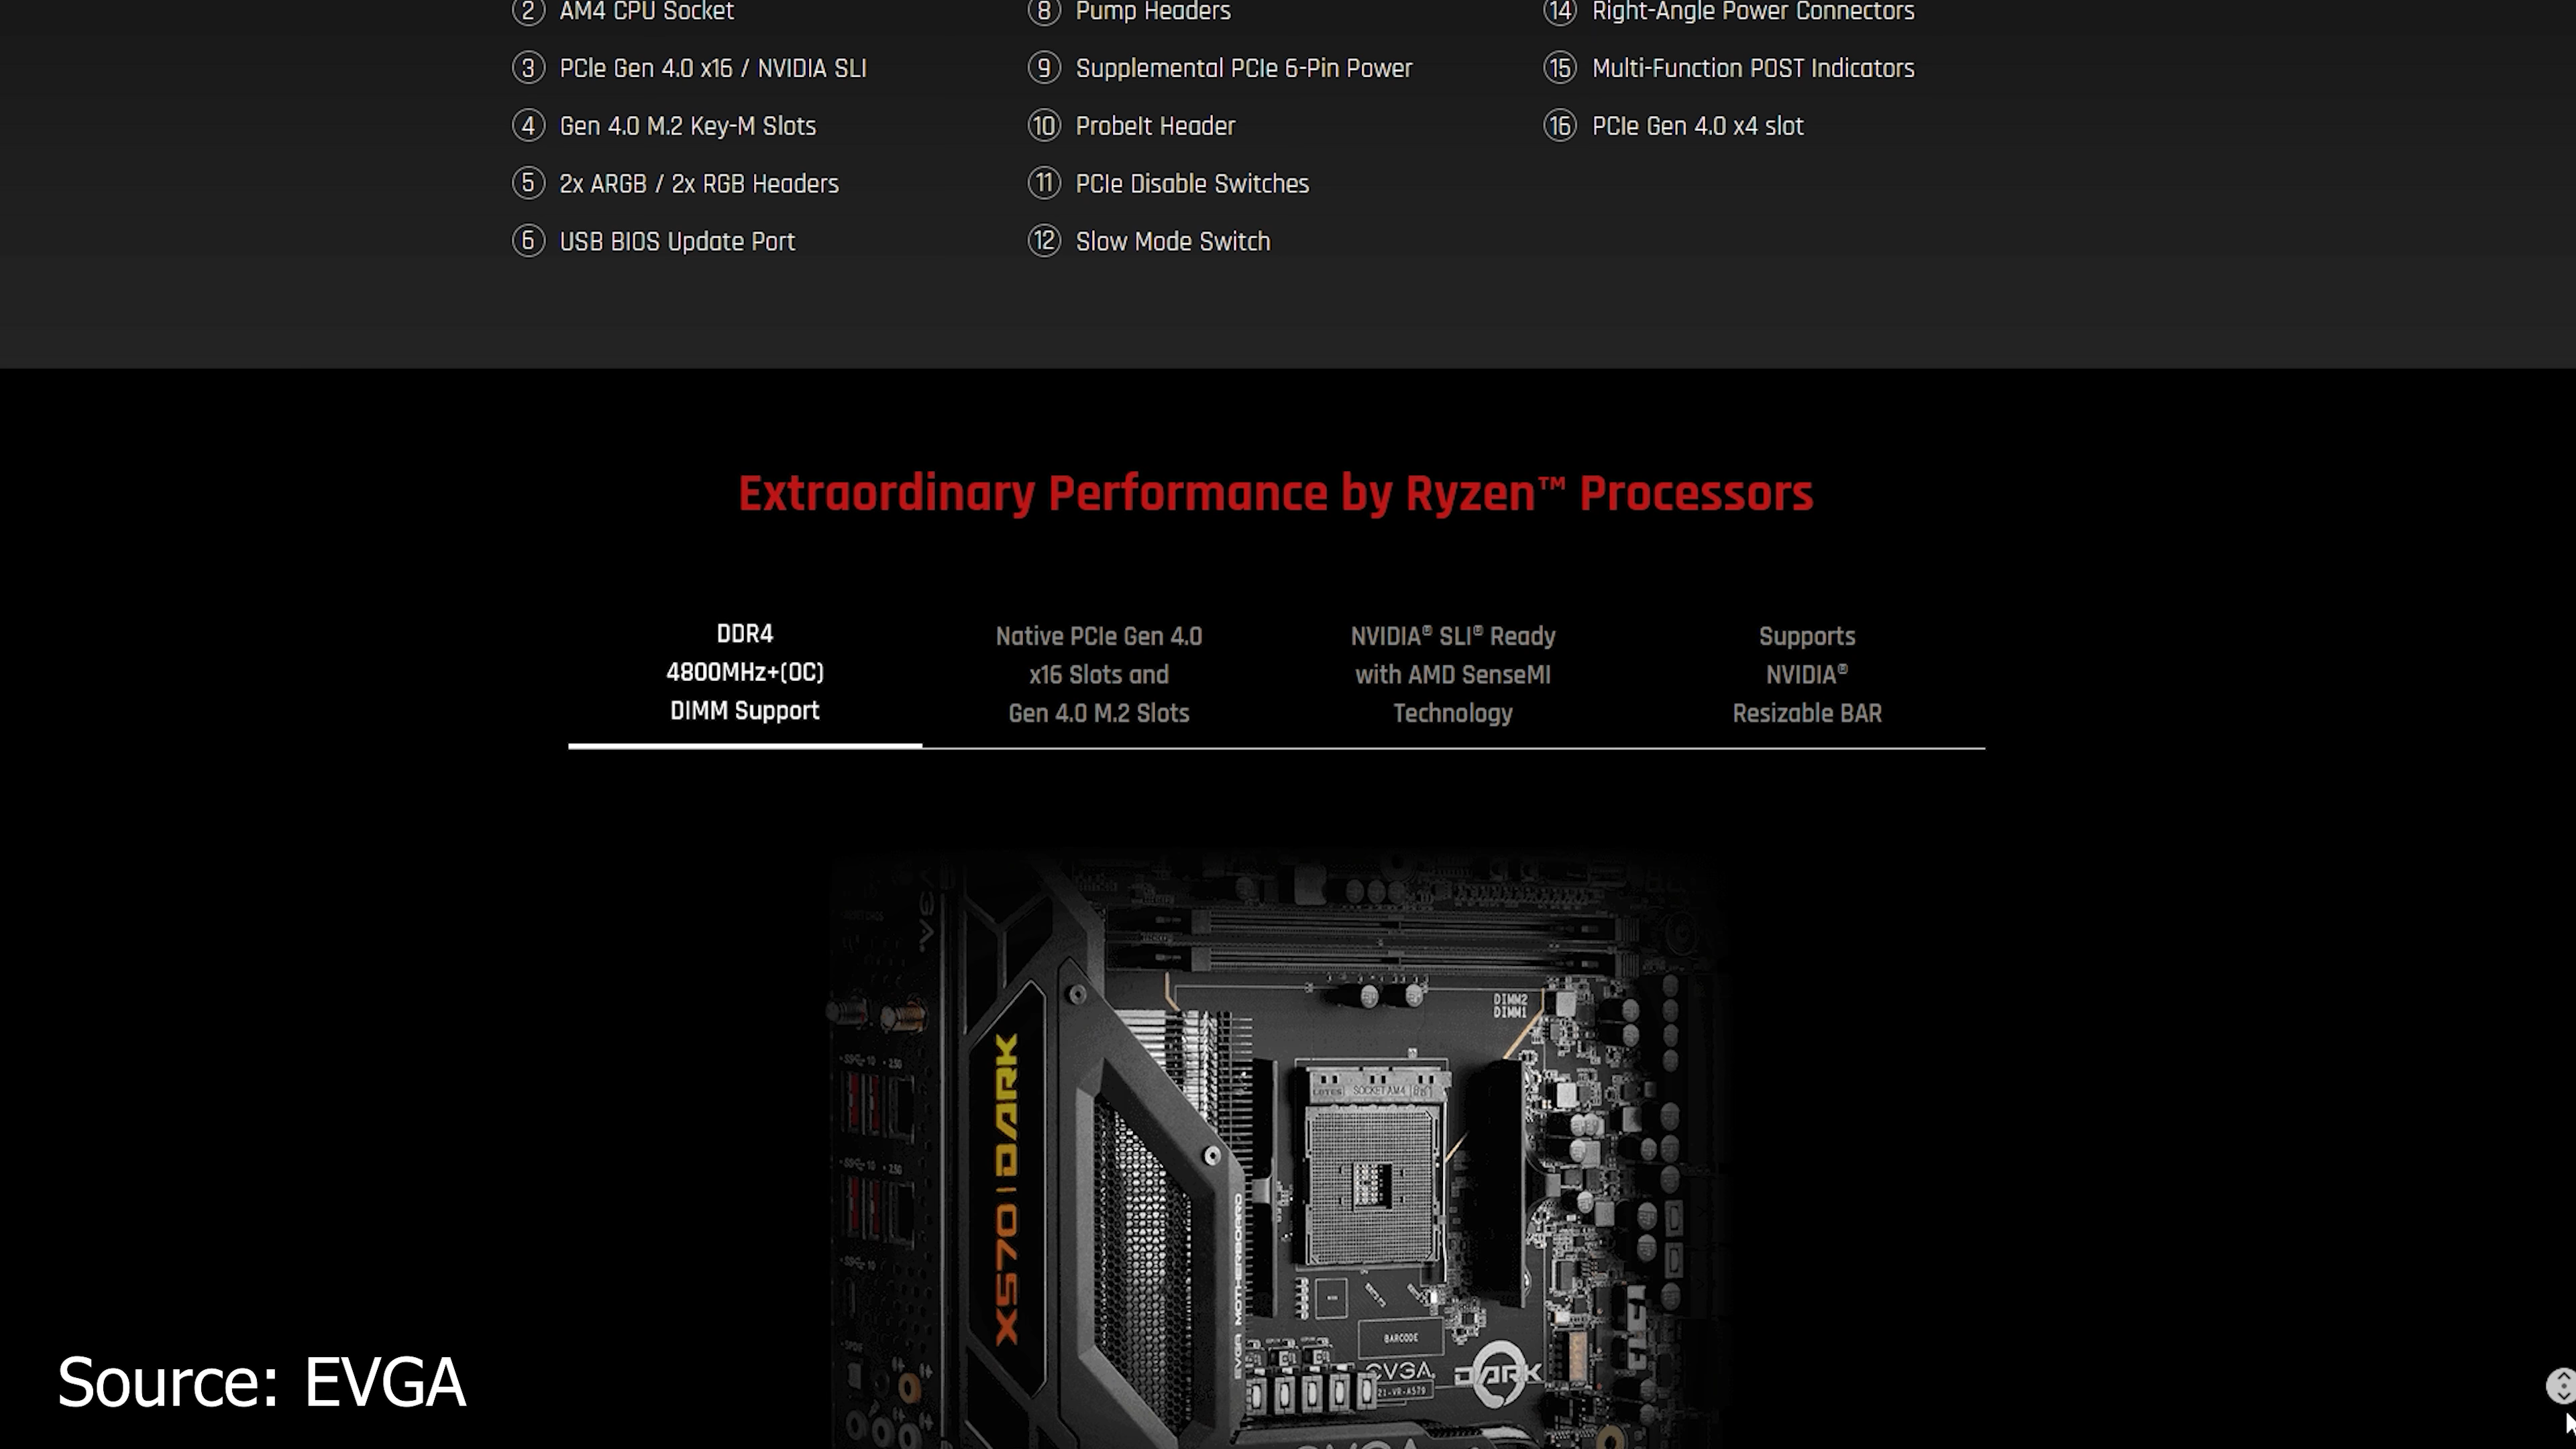 ② AM4 CPU Socket
③ PCIe Gen 4.0 x16 / NVIDIA SLI
④ Gen 4.0 M.2 Key-M Slots
⑤ 2x ARGB / 2x RGB Headers
⑥ USB BIOS Update Port
⑧ Pump Headers
⑨ Supplemental PCIe 6-Pin Power
⑩ ProbeIt Header
⑪ PCIe Disable Switches
⑫ Slow Mode Switch
⑭ Right-Angle Power Connectors
⑮ Multi-Function POST Indicators
⑯ PCIe Gen 4.0 x4 slot
Extraordinary Performance by Ryzen™ Processors
DDR4
4800MHz+(OC)
DIMM Support
Native PCIe Gen 4.0
x16 Slots and
Gen 4.0 M.2 Slots
NVIDIA® SLI® Ready
with AMD SenseMI
Technology
Supports
NVIDIA®
Resizable BAR
DIMM2
DIMM1
LOTES SOCKET AM4
X570 | DARK
EVGA MOTHERBOARD
BARCODE
EVGA
DARK
Source: EVGA